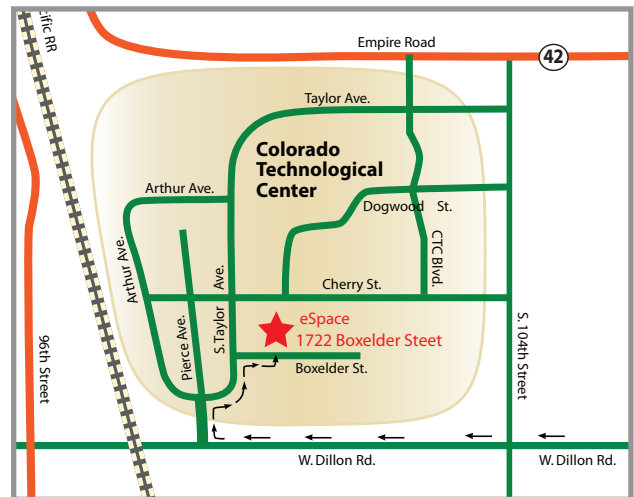 cific RR
Empire Road
42
Taylor Ave.
Colorado
Technological
Center
Arthur Ave.
Dogwood St.
Arthur Ave.
CTC Blvd.
S.Taylor Ave.
Cherry St.
eSpace
1722 Boxelder Steet
Pierce Ave.
Boxelder St.
96th Street
S. 104th Street
W. Dillon Rd.
W. Dillon Rd.